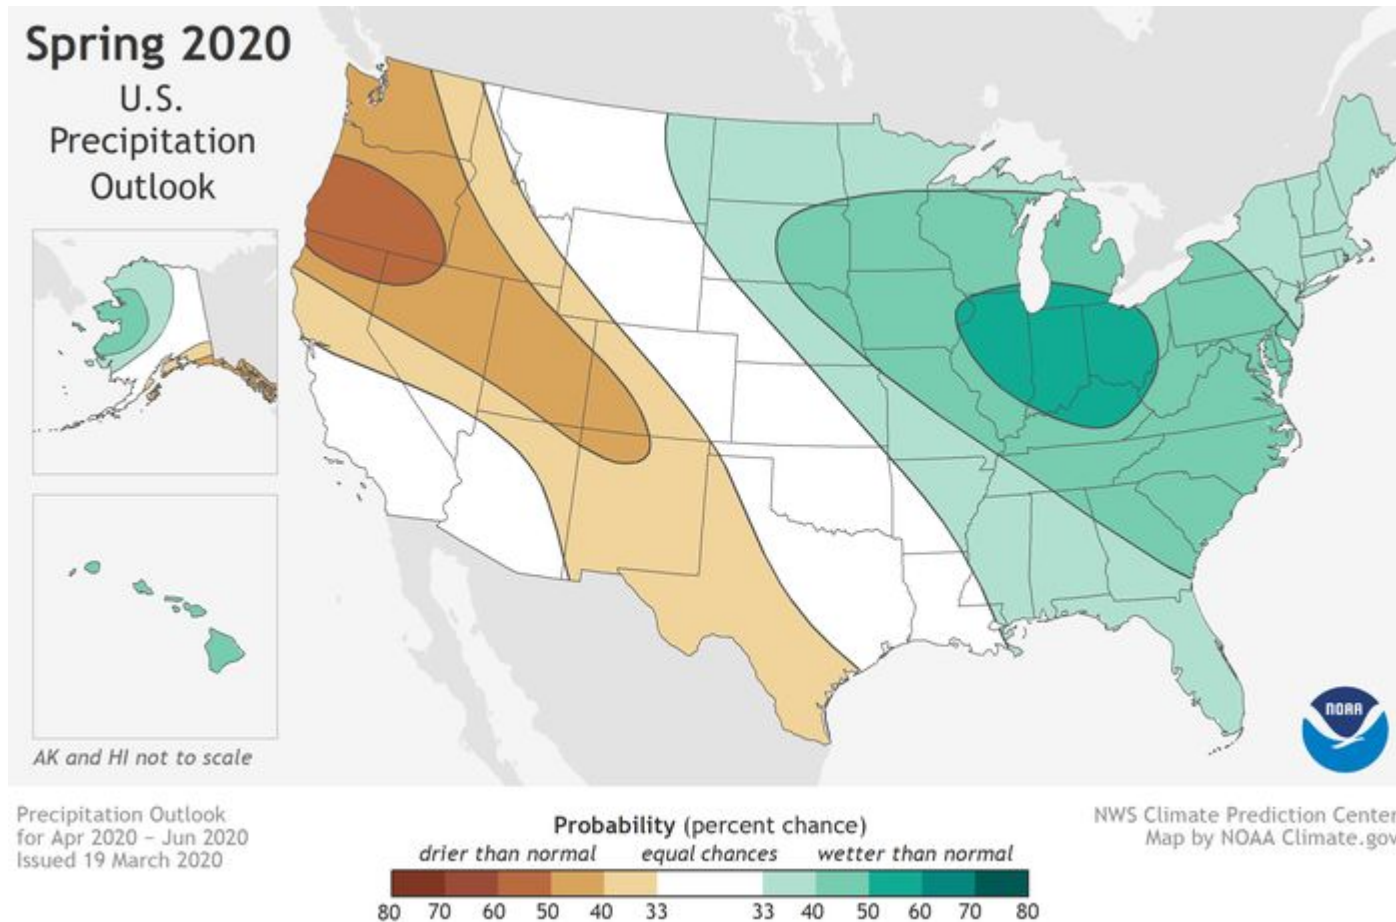 Spring 2020
U.S.
Precipitation
Outlook
AK and HI not to scale
NOAA
Precipitation Outlook
for Apr 2020 – Jun 2020
Issued 19 March 2020
Probability (percent chance)
drier than normal equal chances wetter than normal
80 70 60 50 40 33 33 40 50 60 70 80
NWS Climate Prediction Center
Map by NOAA Climate.gov